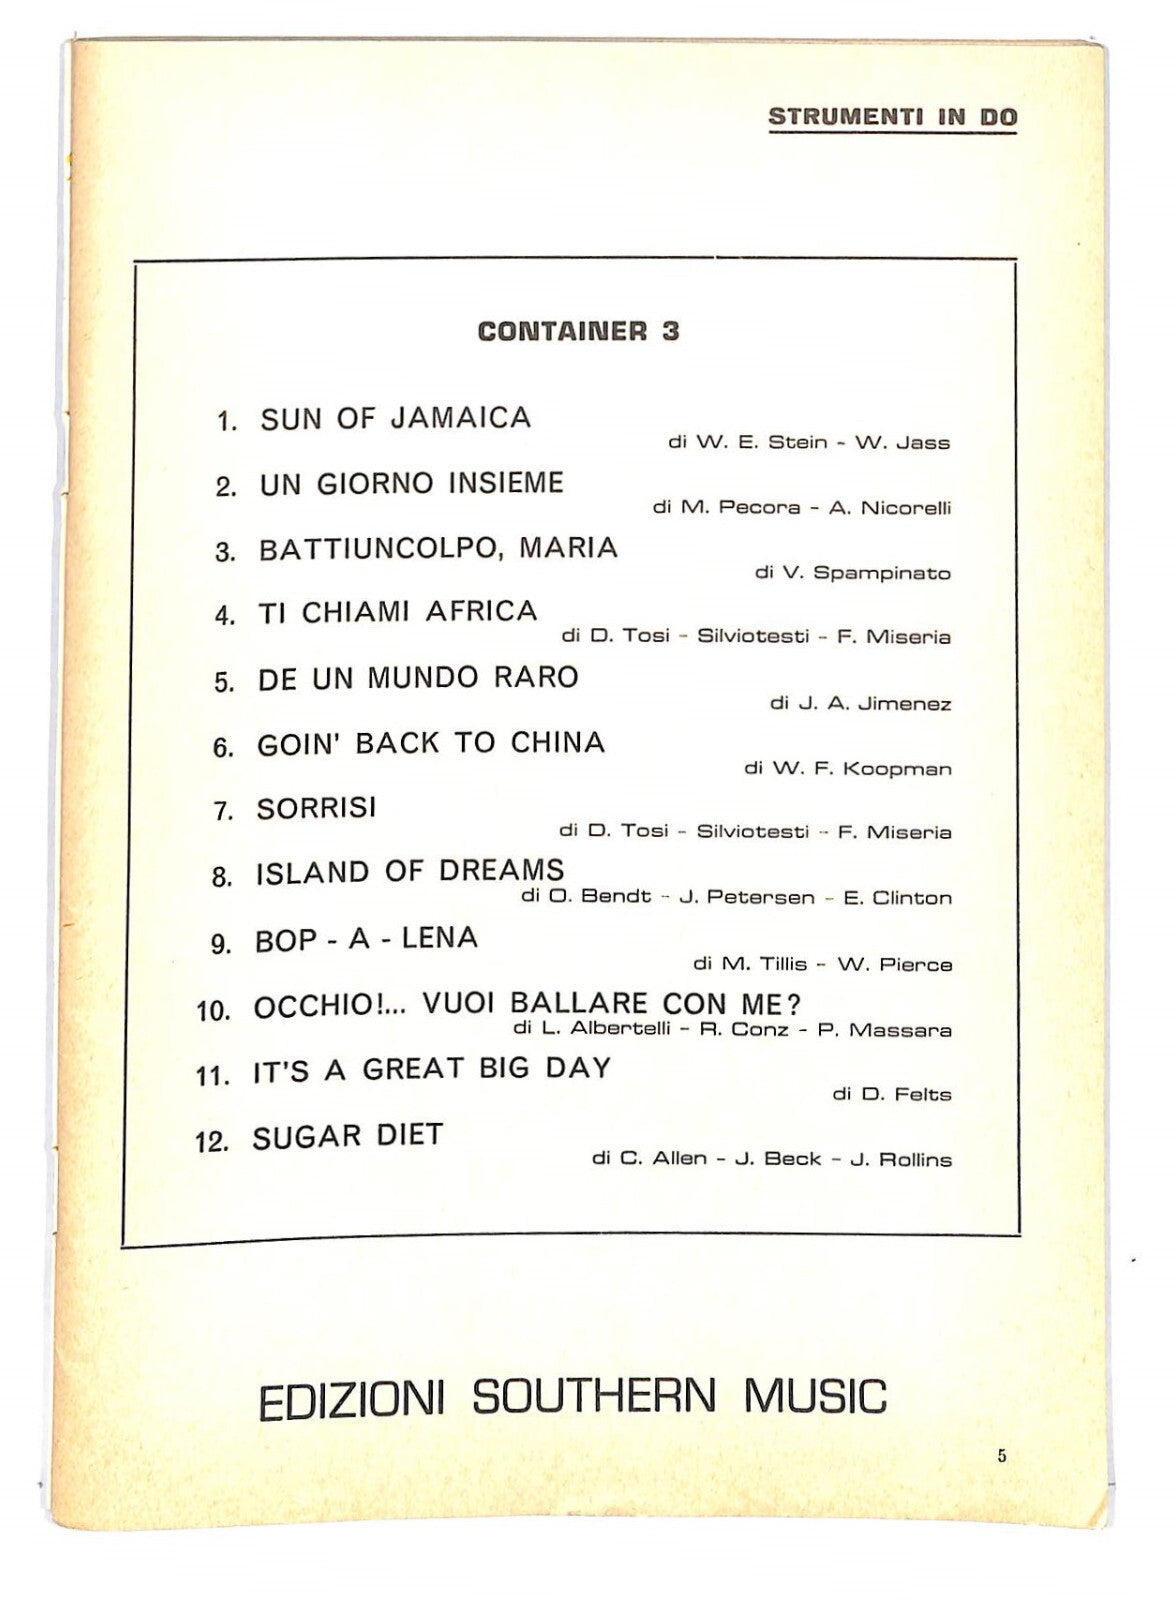 STRUMENTI IN DO
CONTAINER 3
1. SUN OF JAMAICA
di W. E. Stein - W. Jass
2. UN GIORNO INSIEME
di M. Pecora - A. Nicorelli
3. BATTIUNCOLPO, MARIA
di V. Spampinato
4. TI CHIAMI AFRICA
di D. Tosi - Silviotesti - F. Miseria
5. DE UN MUNDO RARO
di J. A. Jimenez
6. GOIN' BACK TO CHINA
di W. F. Koopman
7. SORRISI
di D. Tosi - Silviotesti - F. Miseria
8. ISLAND OF DREAMS
di O. Bendt - J. Petersen - E. Clinton
9. BOP - A - LENA
di M. Tillis - W. Pierce
10. OCCHIO!... VUOI BALLARE CON ME?
di L. Albertelli - R. Conz - P. Massara
11. IT'S A GREAT BIG DAY
di D. Felts
12. SUGAR DIET
di C. Allen - J. Beck - J. Rollins
EDIZIONI SOUTHERN MUSIC
5